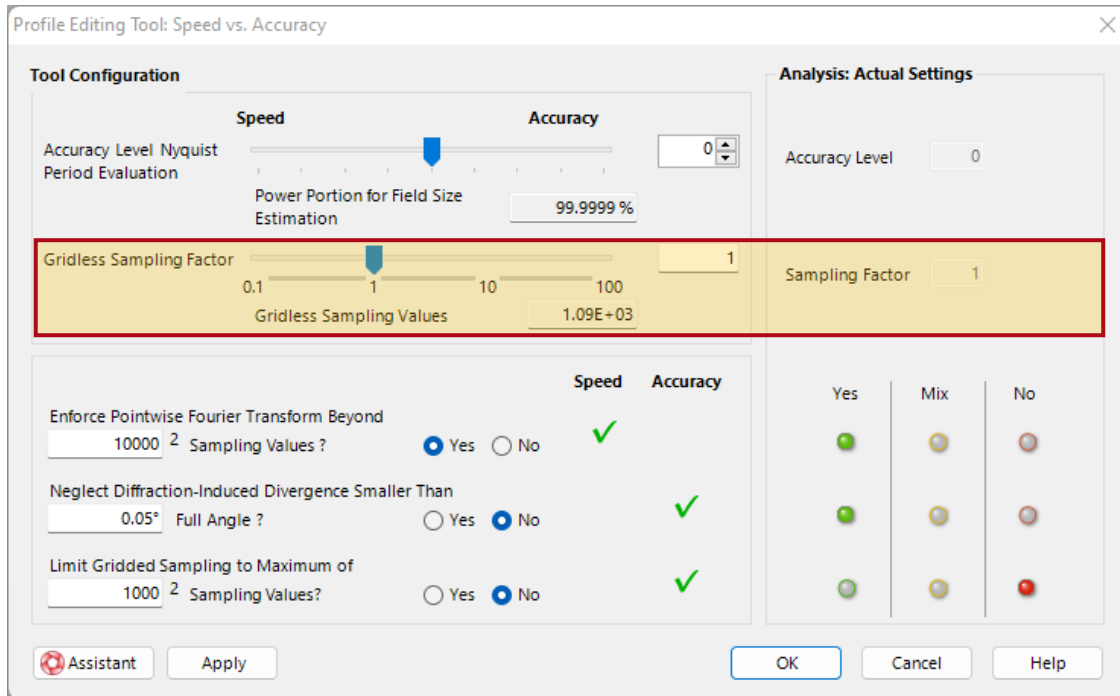 Profile Editing Tool: Speed vs. Accuracy
Tool Configuration
Speed Accuracy
Accuracy Level Nyquist
Period Evaluation
0
Power Portion for Field Size
Estimation
99.9999 %
Gridless Sampling Factor
1
0.1 1 10 100
Gridless Sampling Values 1.09E+03
Analysis: Actual Settings
Accuracy Level 0
Sampling Factor 1
Speed Accuracy
Enforce Pointwise Fourier Transform Beyond
10000 2 Sampling Values ? Yes No
Neglect Diffraction-Induced Divergence Smaller Than
0.05° Full Angle ? Yes No
Limit Gridded Sampling to Maximum of
1000 2 Sampling Values? Yes No
Yes Mix No
Assistant Apply OK Cancel Help